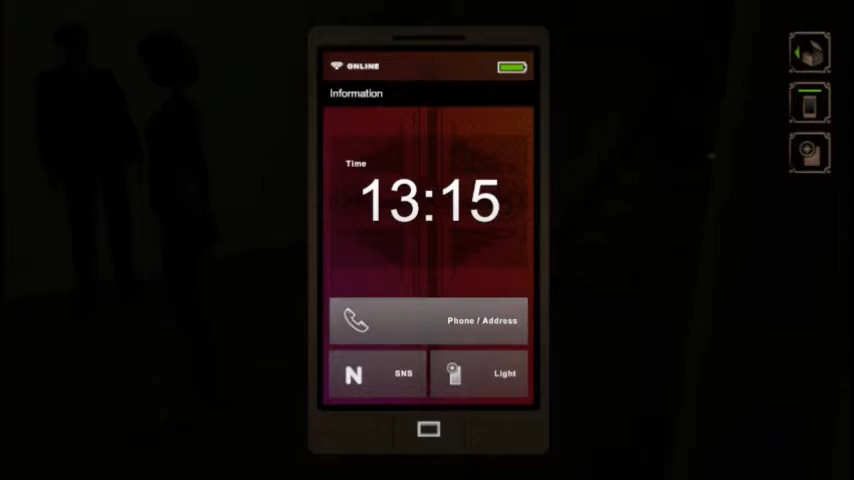 ONLINE
Information
Time
13:15
Phone / Address
N SNS
Light